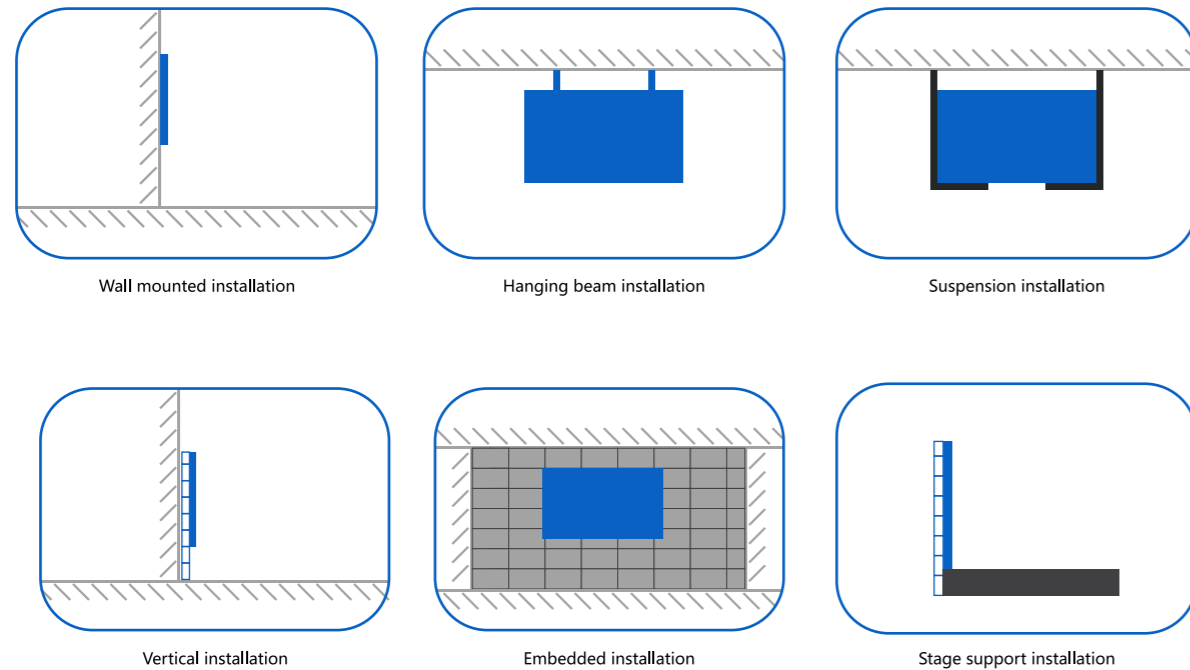 Wall mounted installation
Hanging beam installation
Suspension installation
Vertical installation
Embedded installation
Stage support installation